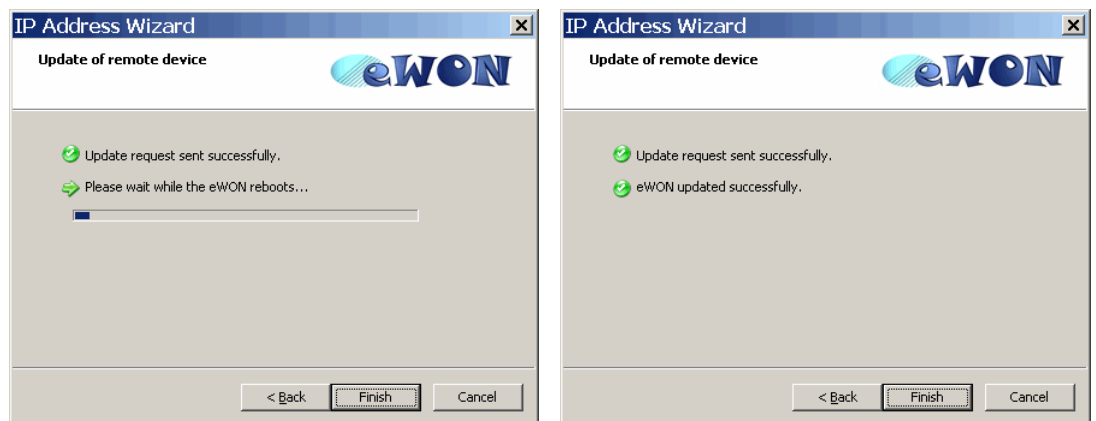 IP Address Wizard
Update of remote device
eWON
Update request sent successfully.
Please wait while the eWON reboots...
< Back
Finish
Cancel
IP Address Wizard
Update of remote device
eWON
Update request sent successfully.
eWON updated successfully.
< Back
Finish
Cancel